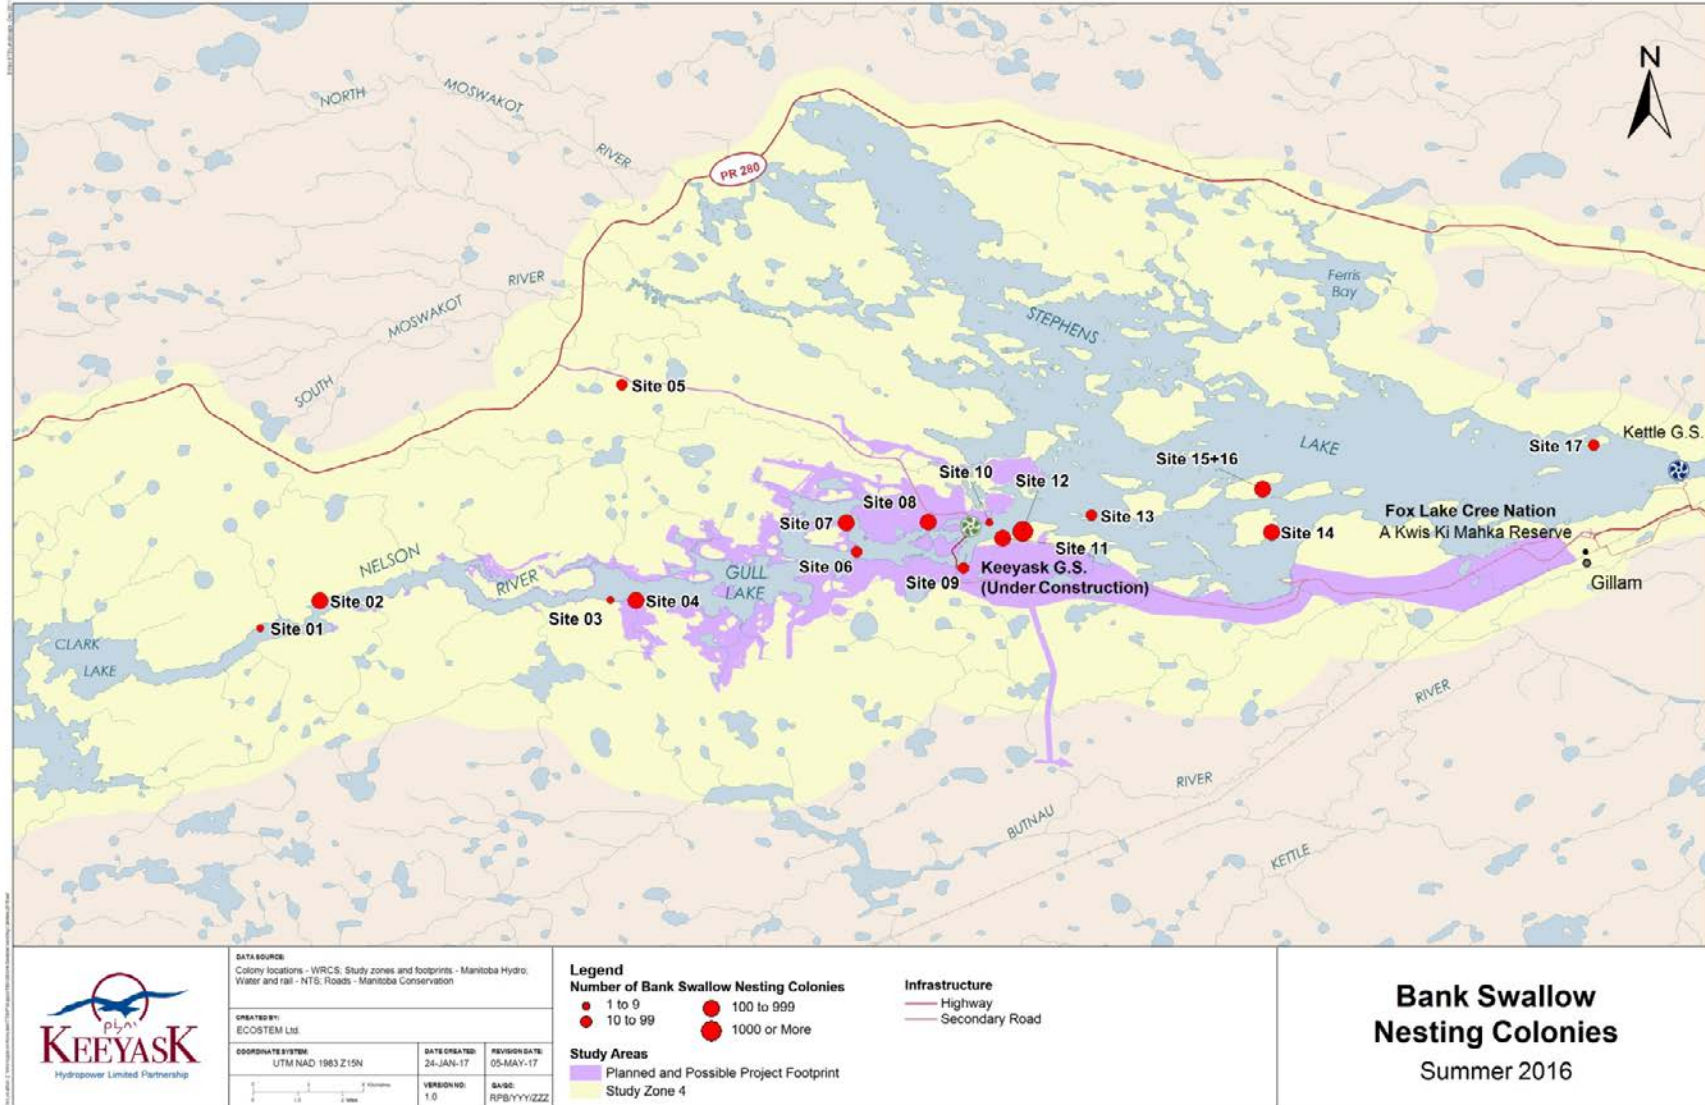 NORTH
MOSWAKOT
RIVER
PR 280
N
SOUTH
MOSWAKOT
RIVER
Ferris
Bay
STEPHENS
LAKE
Site 05
Site 17
Kettle G.S.
Site 15+16
Site 10
Site 12
Site 08
Site 07
Site 13
Fox Lake Cree Nation
A Kwis Ki Mahka Reserve
Site 14
Site 11
Site 06
Site 09
Keeyask G.S.
(Under Construction)
Gillam
NELSON
RIVER
GULL
LAKE
Site 02
Site 01
Site 03
Site 04
CLARK
LAKE
RIVER
RIVER
BUTNAU
KETTLE
KEEYASK
Hydropower Limited Partnership
DATA SOURCE:
Colony locations - WRCS; Study zones and footprints - Manitoba Hydro;
Water and rail - NTS; Roads - Manitoba Conservation
CREATED BY:
ECOSTEM Ltd.
COORDINATE SYSTEM:
UTM NAD 1983 Z15N
DATE CREATED:
24-JAN-17
REVISION DATE:
05-MAY-17
VERSION NO:
1.0
QA/QC:
RPB/YYY/ZZZ
Legend
Number of Bank Swallow Nesting Colonies
1 to 9
10 to 99
100 to 999
1000 or More
Study Areas
Planned and Possible Project Footprint
Study Zone 4
Infrastructure
Highway
Secondary Road
Bank Swallow
Nesting Colonies
Summer 2016